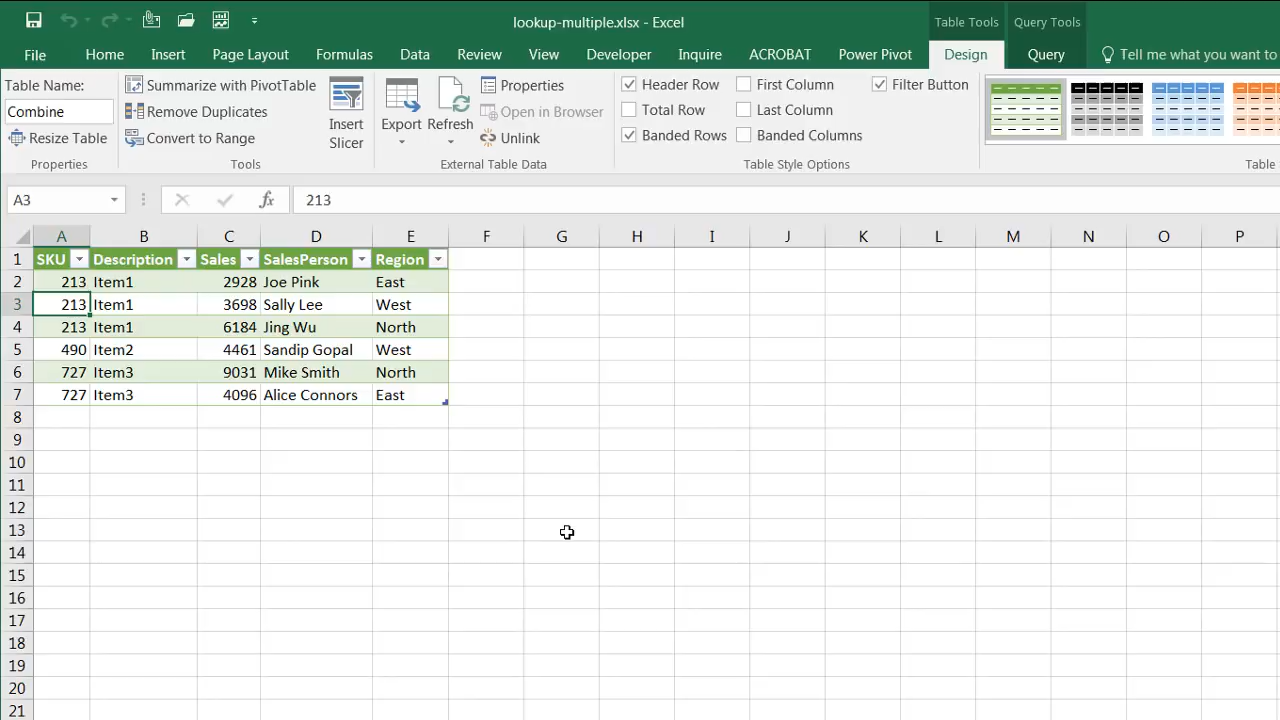 lookup-multiple.xlsx - Excel
Table Tools
Query Tools
File Home Insert Page Layout Formulas Data Review View Developer Inquire ACROBAT Power Pivot Design Query Tell me what you want to
Table Name:
Combine
Resize Table
Properties
Summarize with PivotTable
Remove Duplicates
Convert to Range
Tools
Insert
Slicer
Export
Refresh
Properties
Open in Browser
Unlink
External Table Data
Header Row
Total Row
Banded Rows
First Column
Last Column
Banded Columns
Filter Button
Table Style Options
Table
A3 fx 213
A B C D E F G H I J K L M N O P
1 SKU Description Sales SalesPerson Region
2 213 Item1 2928 Joe Pink East
3 213 Item1 3698 Sally Lee West
4 213 Item1 6184 Jing Wu North
5 490 Item2 4461 Sandip Gopal West
6 727 Item3 9031 Mike Smith North
7 727 Item3 4096 Alice Connors East
8
9
10
11
12
13
14
15
16
17
18
19
20
21